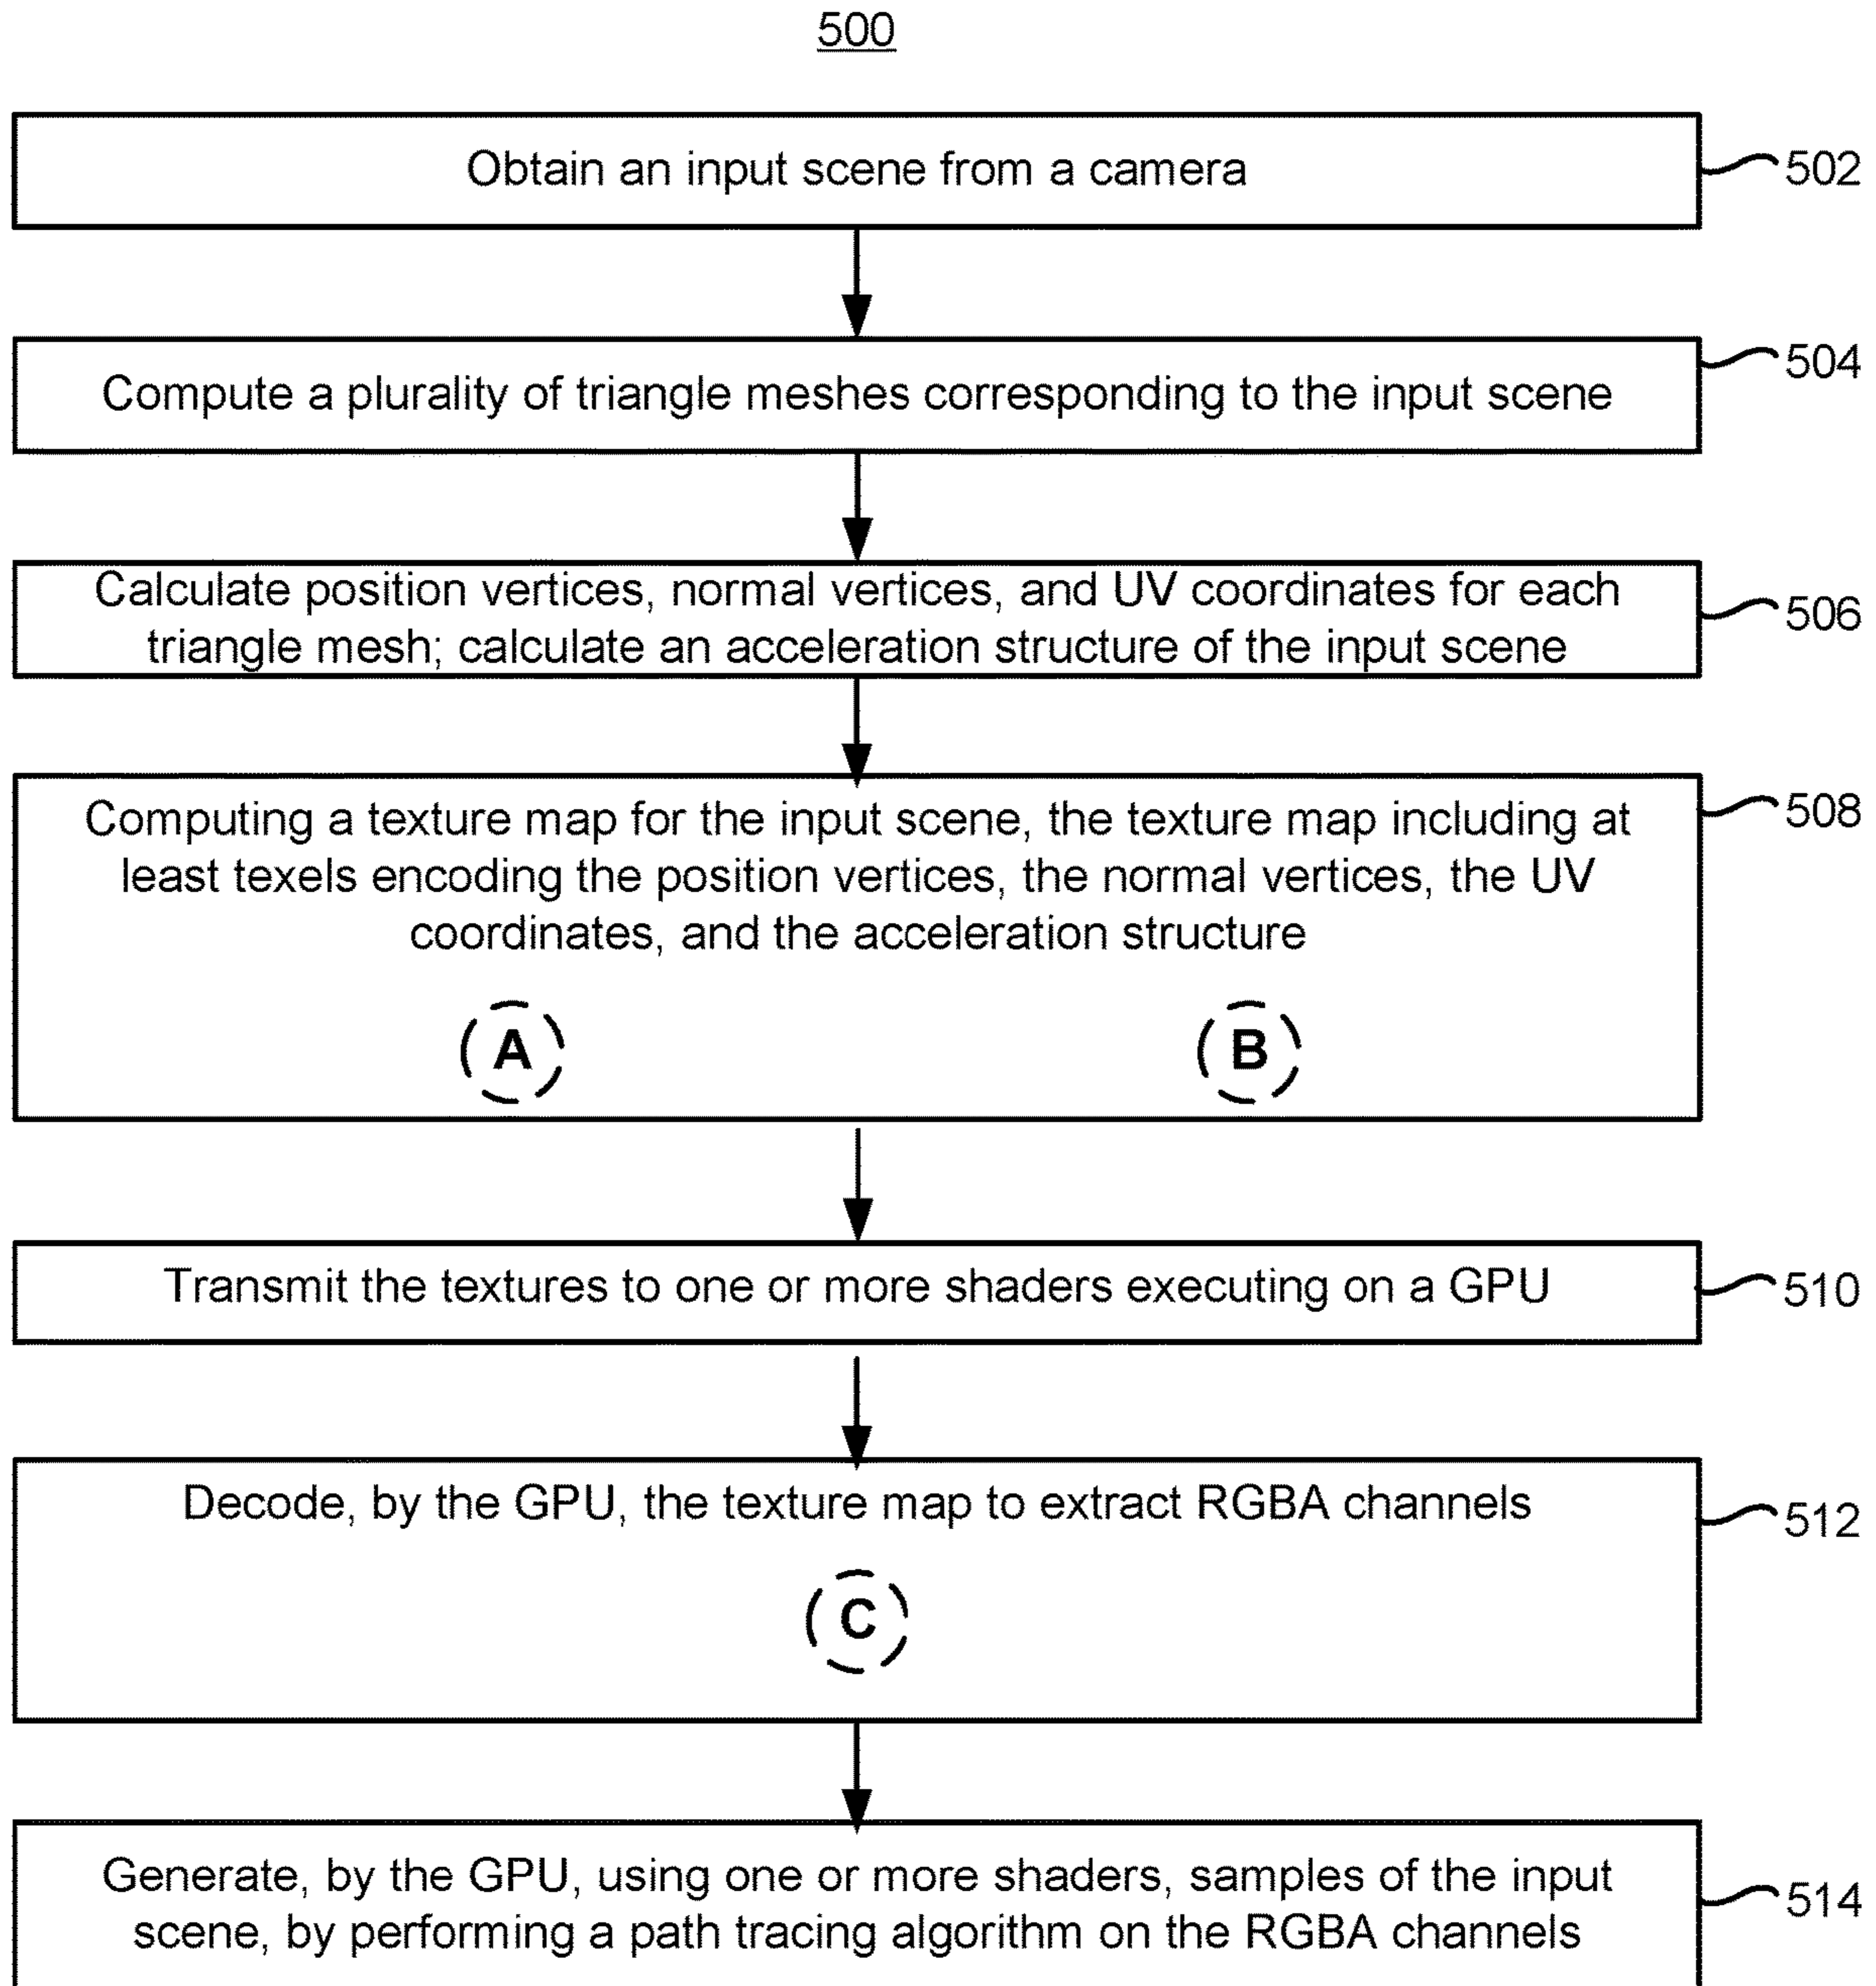 500
Obtain an input scene from a camera
502
Compute a plurality of triangle meshes corresponding to the input scene
504
Calculate position vertices, normal vertices, and UV coordinates for each
triangle mesh; calculate an acceleration structure of the input scene
506
Computing a texture map for the input scene, the texture map including at
least texels encoding the position vertices, the normal vertices, the UV
coordinates, and the acceleration structure
508
A
B
Transmit the textures to one or more shaders executing on a GPU
510
Decode, by the GPU, the texture map to extract RGBA channels
512
C
Generate, by the GPU, using one or more shaders, samples of the input
scene, by performing a path tracing algorithm on the RGBA channels
514